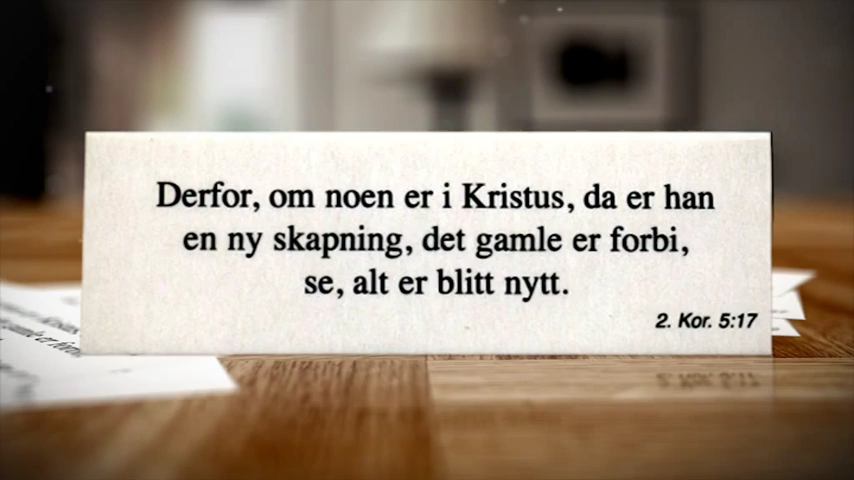 Derfor, om noen er i Kristus, da er han
en ny skapning, det gamle er forbi,
se, alt er blitt nytt.
2. Kor. 5:17